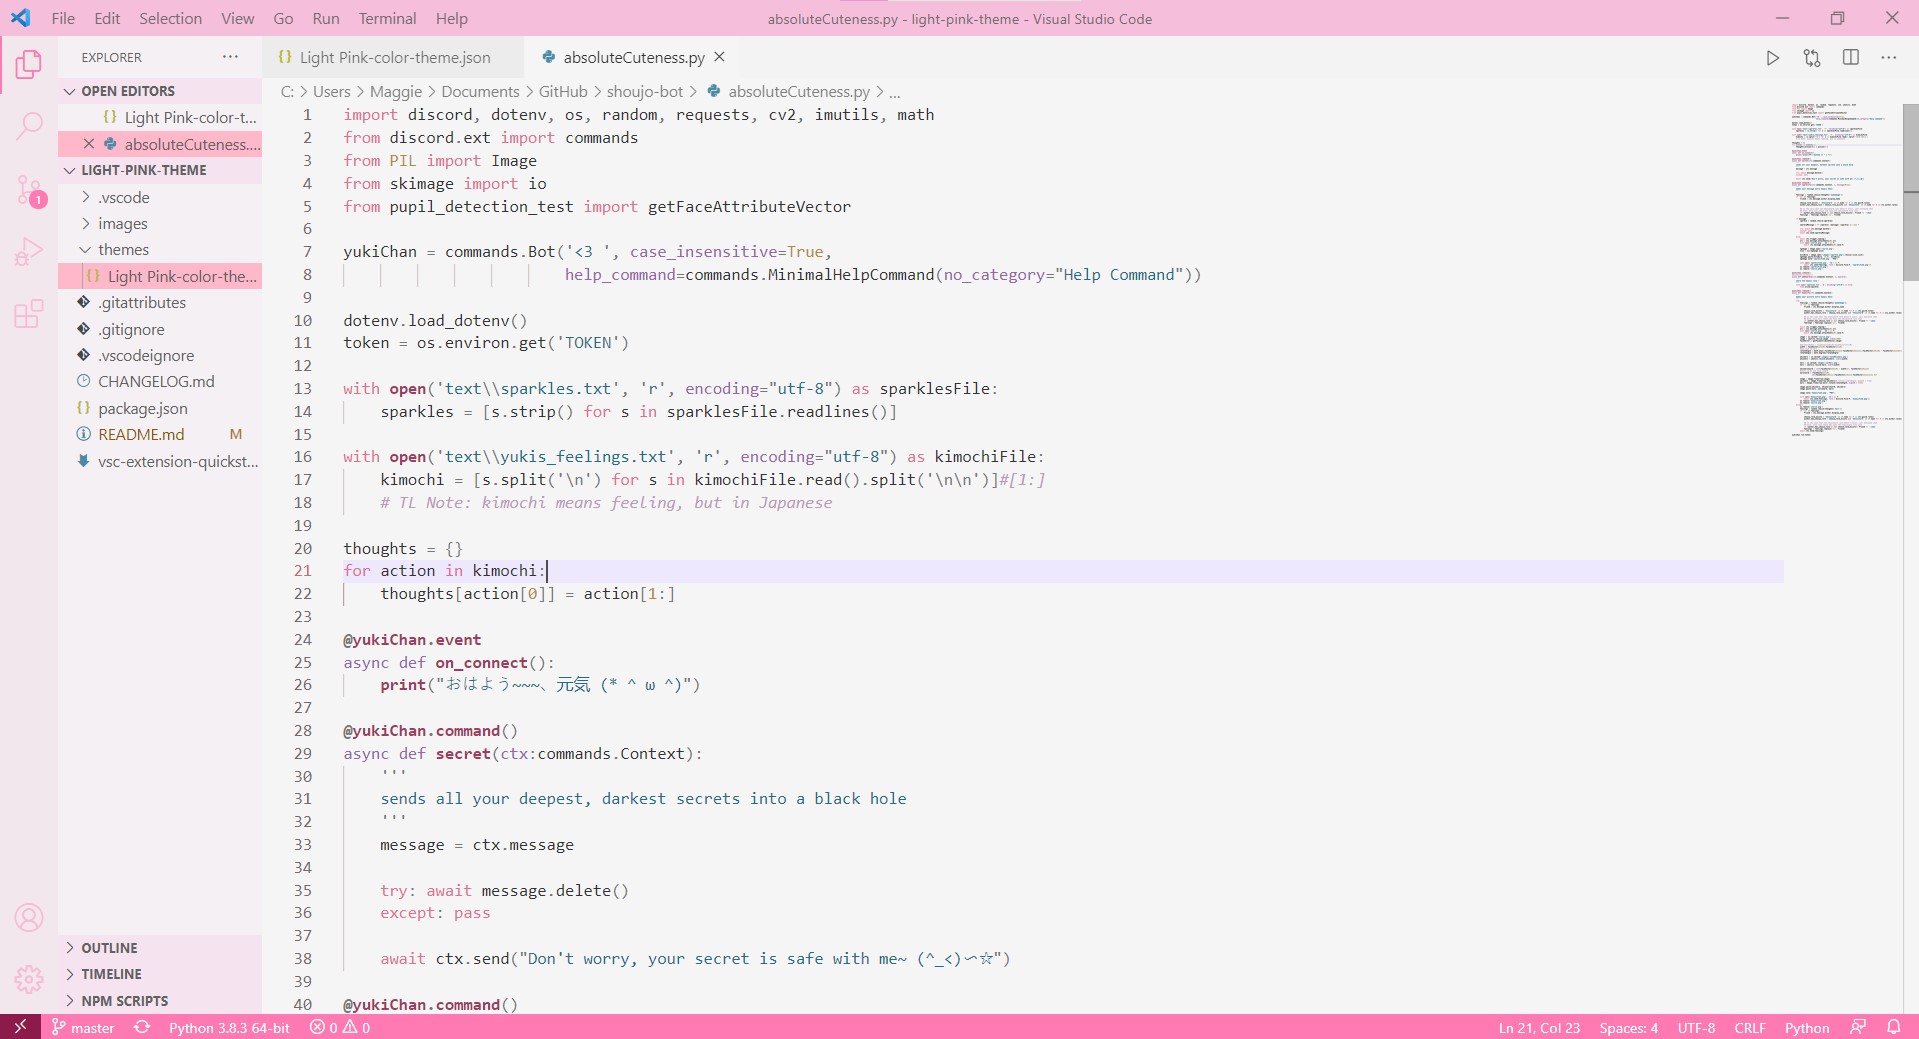 File Edit Selection View Go Run Terminal Help
absoluteCuteness.py - light-pink-theme - Visual Studio Code
EXPLORER
Light Pink-color-theme.json
absoluteCuteness.py
OPEN EDITORS
Light Pink-color-t...
absoluteCuteness....
LIGHT-PINK-THEME
.vscode
images
themes
Light Pink-color-the...
.gitattributes
.gitignore
.vscodeignore
CHANGELOG.md
package.json
README.md M
vsc-extension-quickst...
OUTLINE
TIMELINE
NPM SCRIPTS
1
C: > Users > Maggie > Documents > GitHub > shoujo-bot > absoluteCuteness.py > ...
1 import discord, dotenv, os, random, requests, cv2, imutils, math
2 from discord.ext import commands
3 from PIL import Image
4 from skimage import io
5 from pupil_detection_test import getFaceAttributeVector
6
7 yukiChan = commands.Bot('<3 ', case_insensitive=True,
8 help_command=commands.MinimalHelpCommand(no_category="Help Command"))
9
10 dotenv.load_dotenv()
11 token = os.environ.get('TOKEN')
12
13 with open('text\\sparkles.txt', 'r', encoding="utf-8") as sparklesFile:
14 sparkles = [s.strip() for s in sparklesFile.readlines()]
15
16 with open('text\\yukis_feelings.txt', 'r', encoding="utf-8") as kimochiFile:
17 kimochi = [s.split('\n') for s in kimochiFile.read().split('\n\n')]#[1:]
18 # TL Note: kimochi means feeling, but in Japanese
19
20 thoughts = {}
21 for action in kimochi:
22 thoughts[action[0]] = action[1:]
23
24 @yukiChan.event
25 async def on_connect():
26 print("おはよう~~~、元気 (* ^ ω ^)")
27
28 @yukiChan.command()
29 async def secret(ctx:commands.Context):
30 '''
31 sends all your deepest, darkest secrets into a black hole
32 '''
33 message = ctx.message
34
35 try: await message.delete()
36 except: pass
37
38 await ctx.send("Don't worry, your secret is safe with me~ (^_<)〜☆")
39
40 @yukiChan.command()
master Python 3.8.3 64-bit 0 0
Ln 21, Col 23 Spaces: 4 UTF-8 CRLF Python